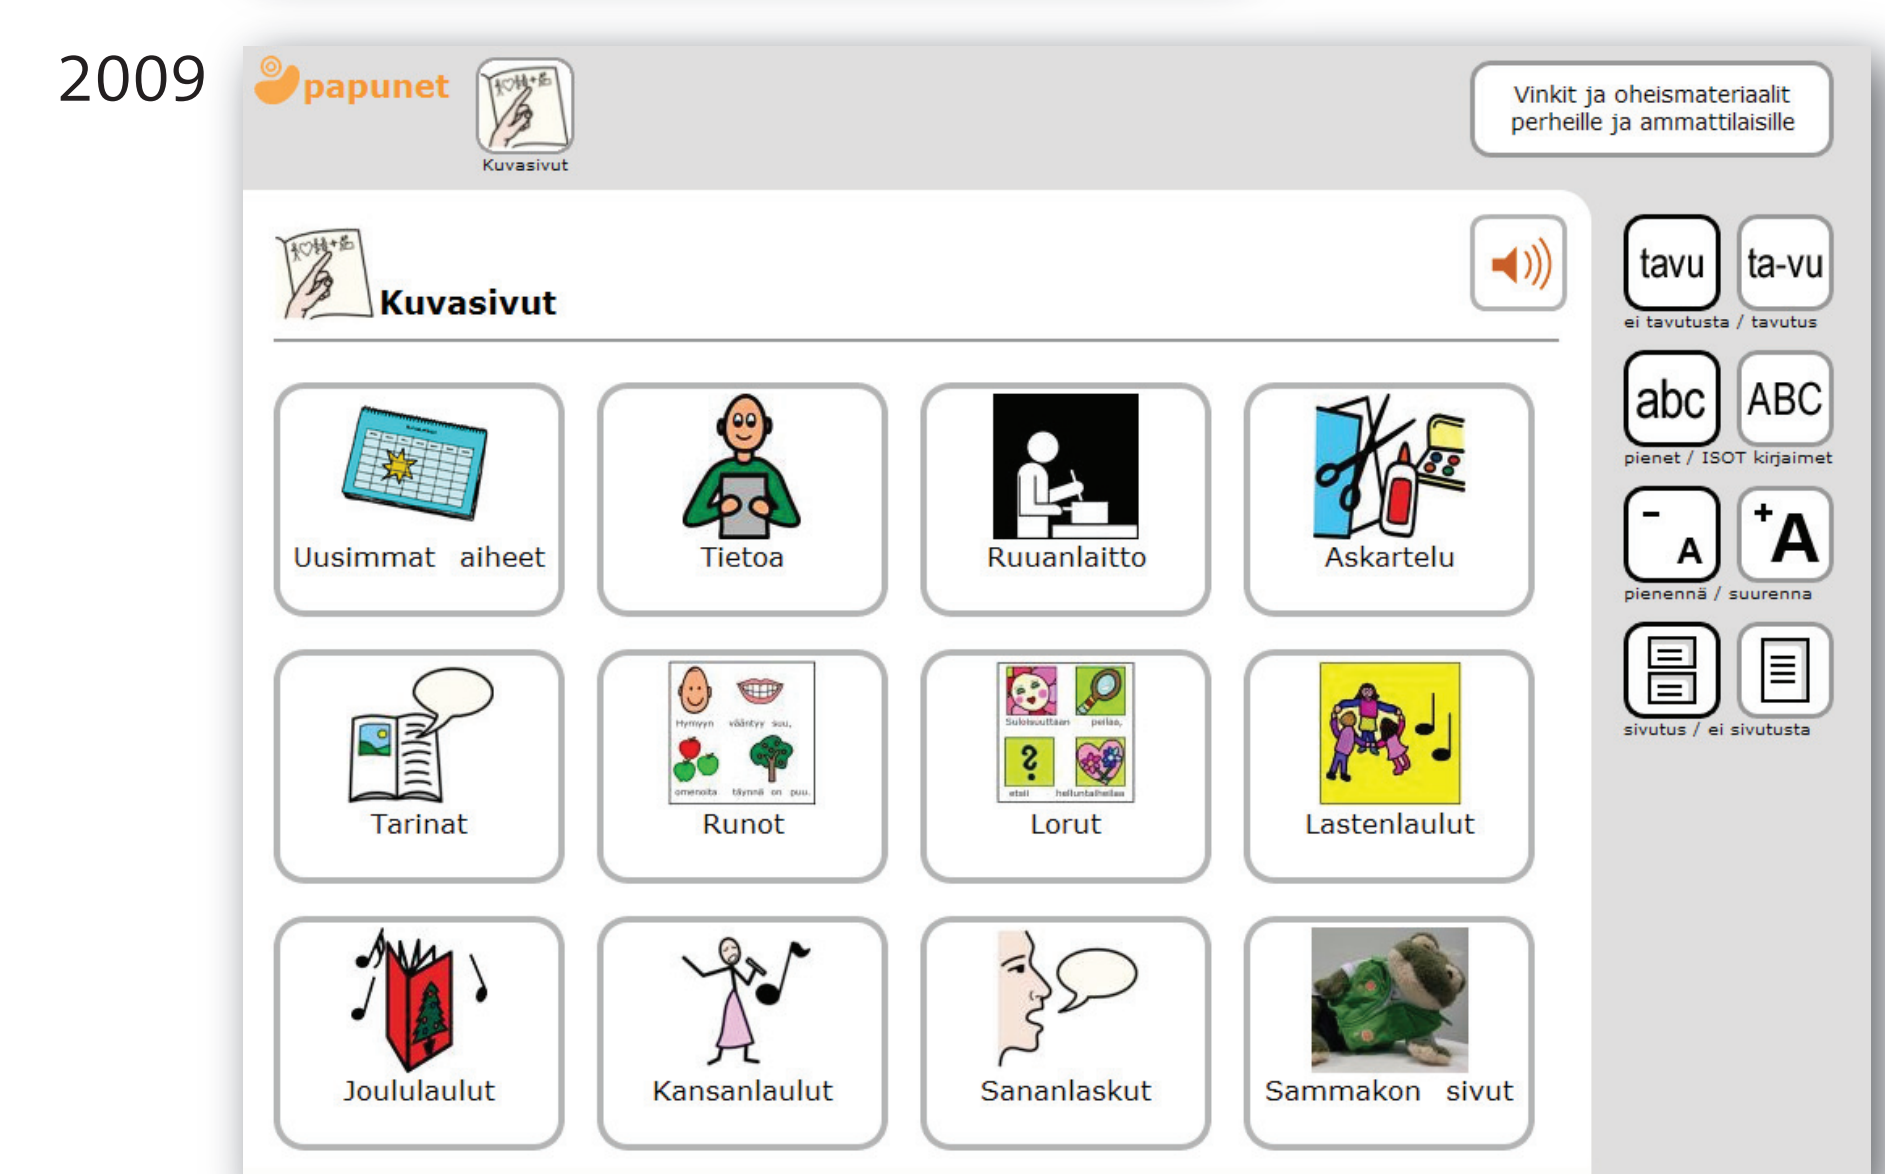 2009
papunet
Kuvasivut
Vinkit ja oheismateriaalit
perheille ja ammattilaisille
Kuvasivut
tavu ta-vu
ei tavutusta / tavutus
abc ABC
pienet / ISOT kirjaimet
- A + A
pienennä / suurenna
sivutus / ei sivutusta
Uusimmat aiheet
Tietoa
Ruuanlaitto
Askartelu
Tarinat
Hymyyn vääntyy suu,
omenoita täynnä on puu.
Runot
Suloisuuttaan peilaa,
?
etsii helluntaiheilaa
Lorut
Lastenlaulut
Joululaulut
Kansanlaulut
Sananlaskut
Sammakon sivut